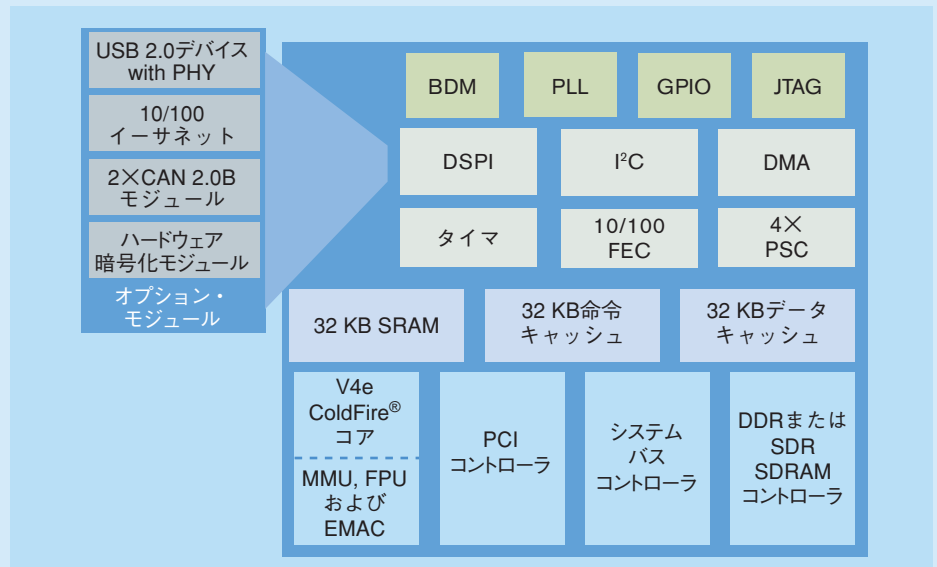 USB 2.0デバイス
with PHY
10/100
イーサネット
2×CAN 2.0B
モジュール
ハードウェア
暗号化モジュール
オプション・
モジュール
BDM
PLL
GPIO
JTAG
DSPI
I²C
DMA
タイマ
10/100
FEC
4×
PSC
32 KB SRAM
32 KB命令
キャッシュ
32 KBデータ
キャッシュ
V4e
ColdFire®
コア
MMU, FPU
および
EMAC
PCI
コントローラ
システム
バス
コントローラ
DDRまたは
SDR
SDRAM
コントローラ